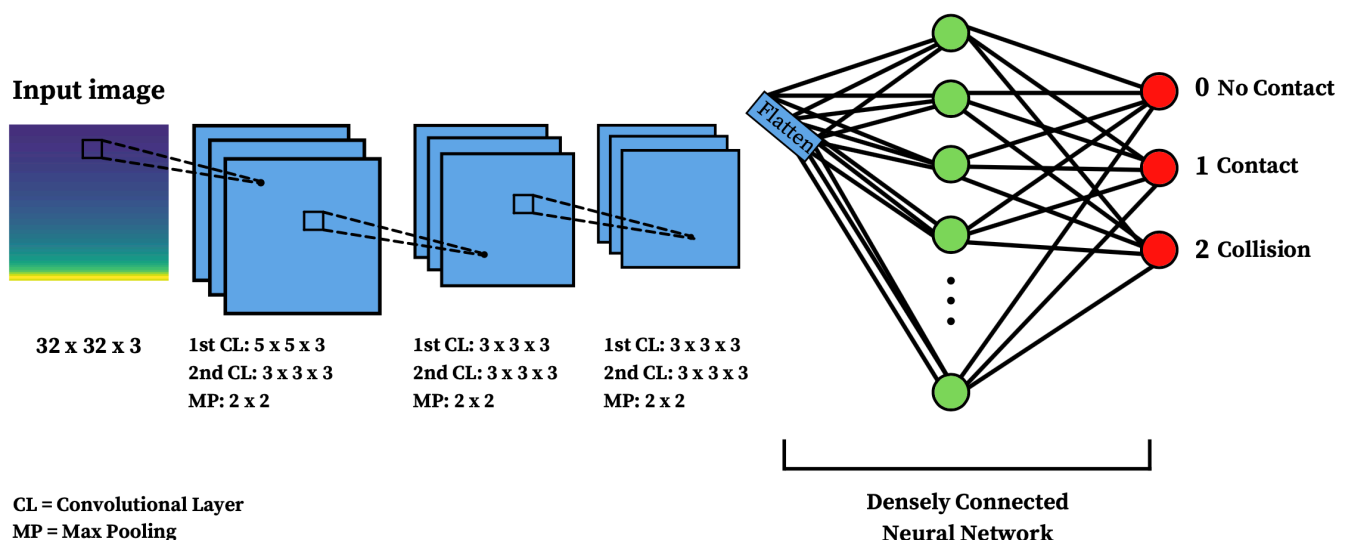 Input image
32 x 32 x 3
1st CL: 5 x 5 x 3
2nd CL: 3 x 3 x 3
MP: 2 x 2
1st CL: 3 x 3 x 3
2nd CL: 3 x 3 x 3
MP: 2 x 2
1st CL: 3 x 3 x 3
2nd CL: 3 x 3 x 3
MP: 2 x 2
Flatten
0 No Contact
1 Contact
2 Collision
Densely Connected
Neural Network
CL = Convolutional Layer
MP = Max Pooling